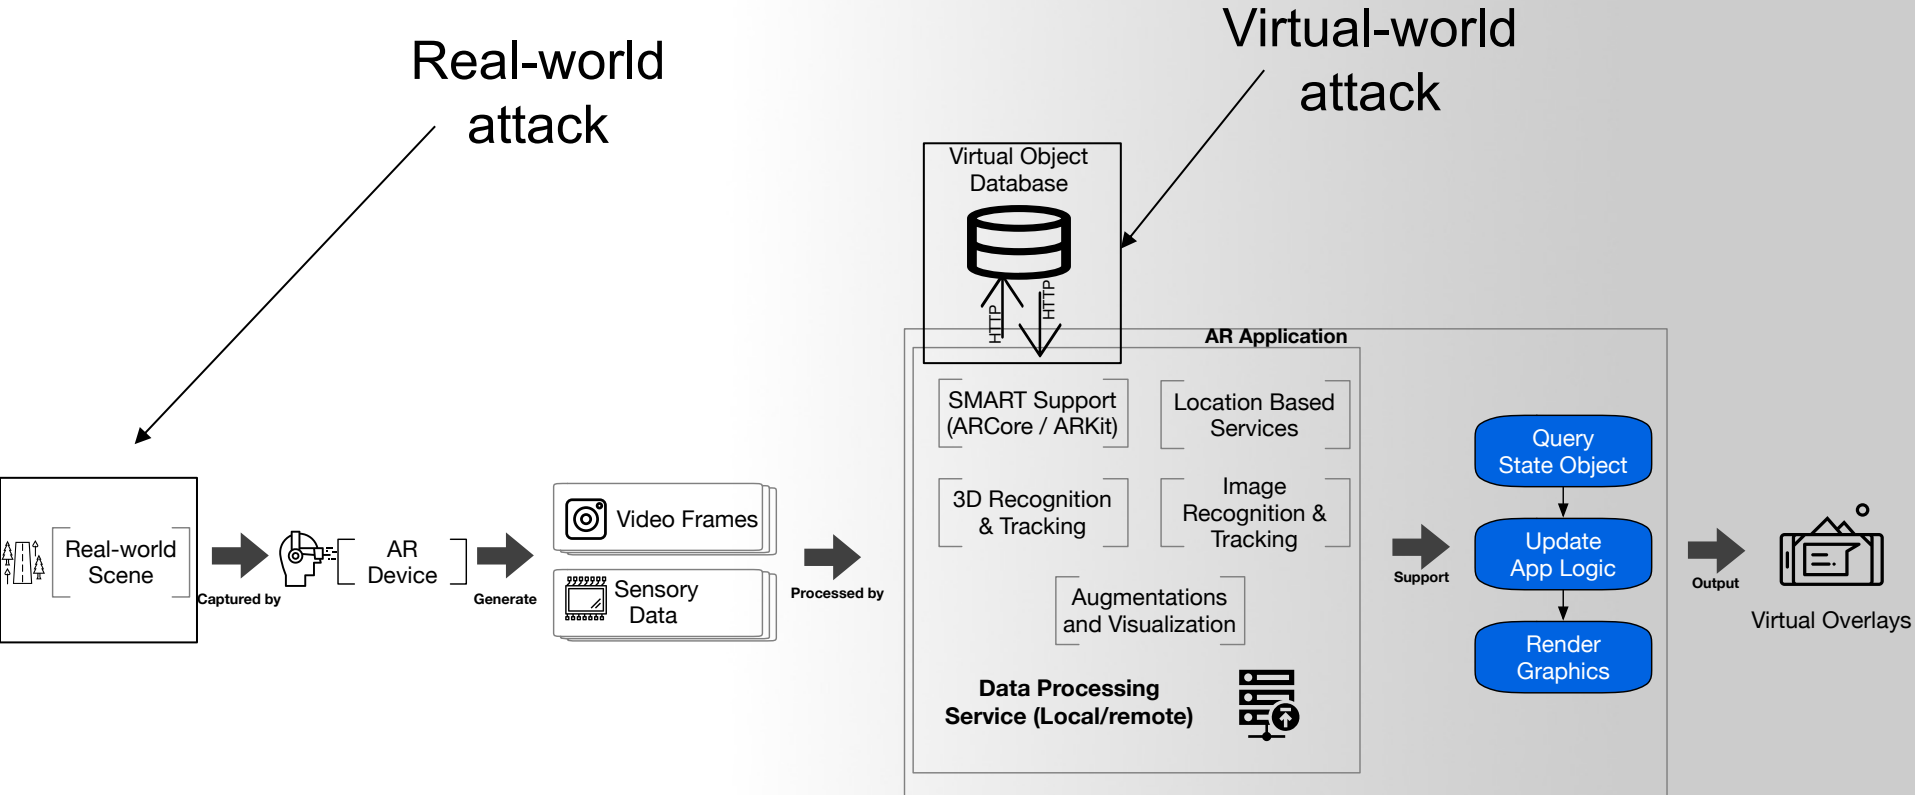 Real-world
attack
Virtual-world
attack
Virtual Object
Database
HTTP
HTTP
AR Application
SMART Support
(ARCore / ARKit)
Location Based
Services
3D Recognition
& Tracking
Image
Recognition &
Tracking
Augmentations
and Visualization
Data Processing
Service (Local/remote)
Real-world
Scene
Captured by
AR
Device
Generate
Video Frames
Sensory
Data
Processed by
Support
Query
State Object
Update
App Logic
Render
Graphics
Output
Virtual Overlays